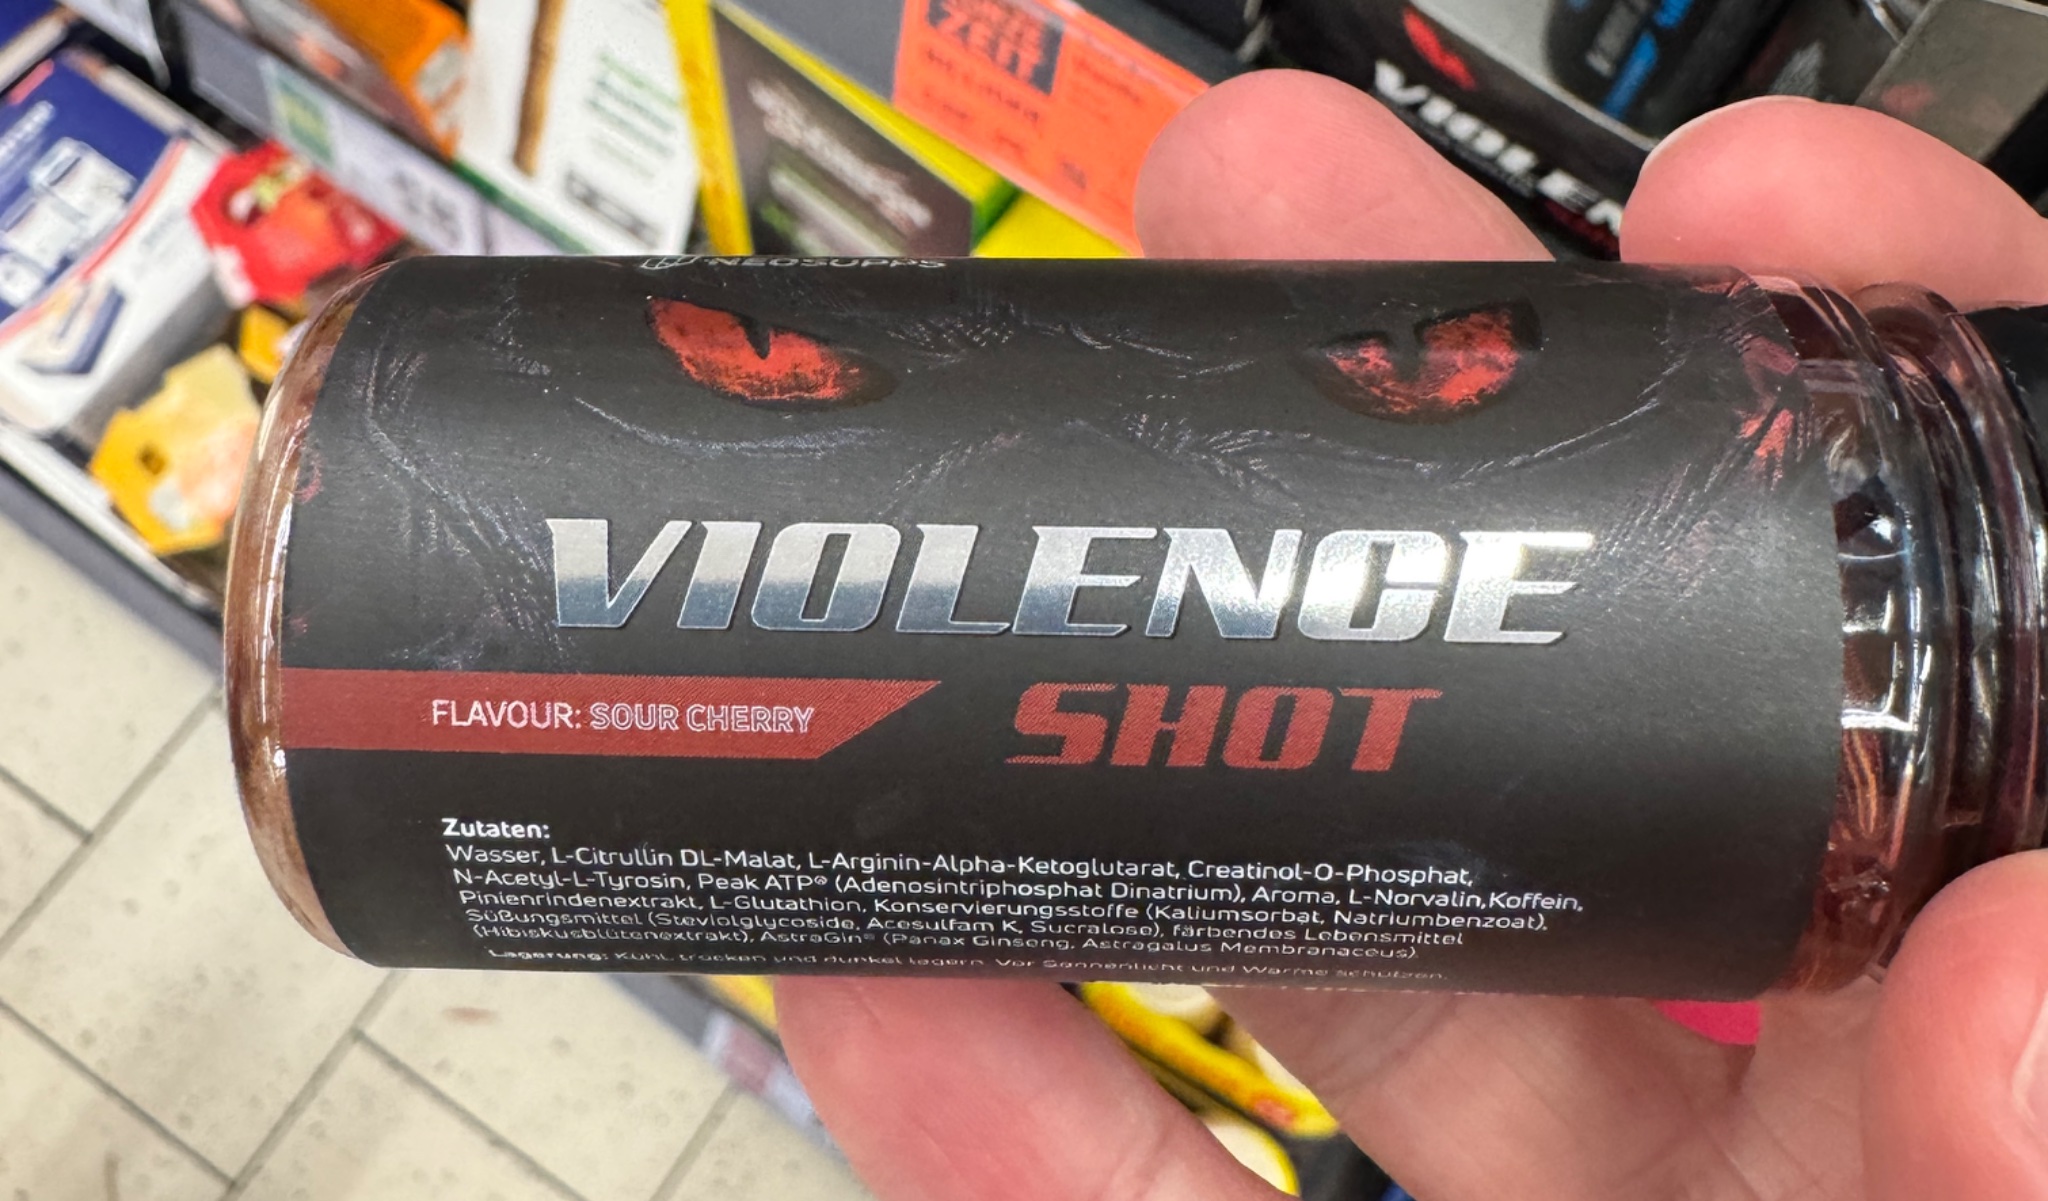 NEOSUPPS
VIOLENCE
FLAVOUR: SOUR CHERRY
SHOT
Zutaten:
Wasser, L-Citrullin DL-Malat, L-Arginin-Alpha-Ketoglutarat, Creatinol-O-Phosphat,
N-Acetyl-L-Tyrosin, Peak ATP® (Adenosintriphosphat Dinatrium), Aroma, L-Norvalin, Koffein,
Pinienrindenextrakt, L-Glutathion, Konservierungsstoffe (Kaliumsorbat, Natriumbenzoat),
Süßungsmittel (Steviolglycoside, Acesulfam K, Sucralose), färbendes Lebensmittel
(Hibiskusblütenextrakt), AstraGin® (Panax Ginseng, Astragalus Membranaceus).
Lagerung: Kühl, trocken und dunkel lagern. Vor Sonnenlicht und Wärme schützen.
ZEIT
VIOLEN